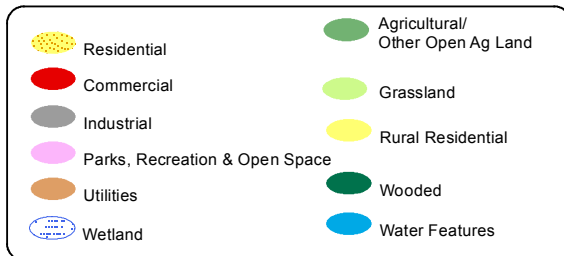 Residential
Commercial
Industrial
Parks, Recreation & Open Space
Utilities
Wetland
Agricultural/
Other Open Ag Land
Grassland
Rural Residential
Wooded
Water Features